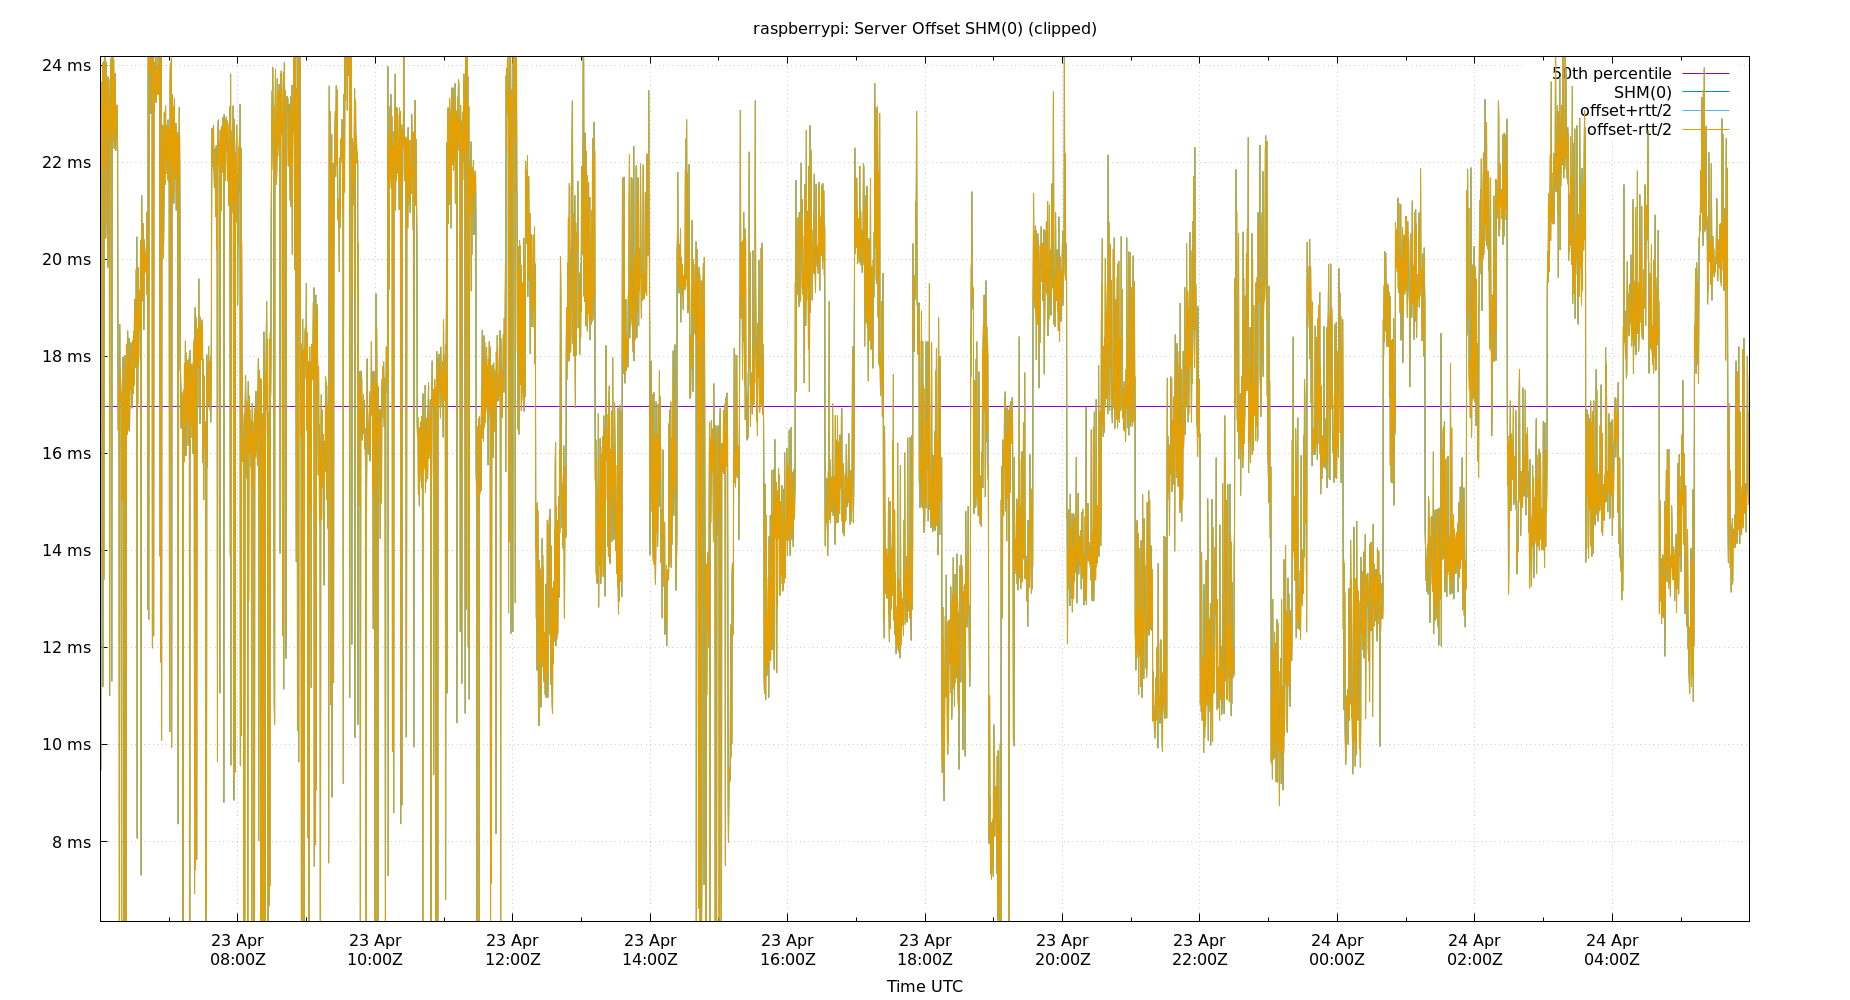 raspberrypi: Server Offset SHM(0) (clipped)
24 ms
22 ms
20 ms
18 ms
16 ms
14 ms
12 ms
10 ms
8 ms
50th percentile
SHM(0)
offset+rtt/2
offset-rtt/2
23 Apr
08:00Z
23 Apr
10:00Z
23 Apr
12:00Z
23 Apr
14:00Z
23 Apr
16:00Z
23 Apr
18:00Z
23 Apr
20:00Z
23 Apr
22:00Z
24 Apr
00:00Z
24 Apr
02:00Z
24 Apr
04:00Z
Time UTC